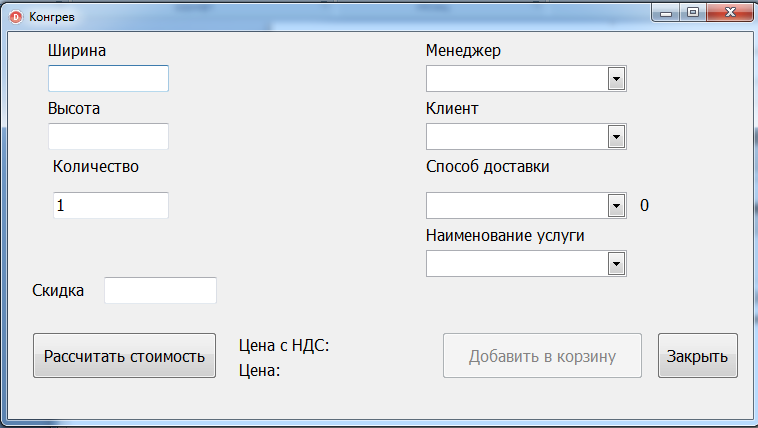 Конгрев
Ширина
Менеджер
Высота
Клиент
Количество
Способ доставки
1
0
Наименование услуги
Скидка
Рассчитать стоимость
Цена с НДС:
Цена:
Добавить в корзину
Закрыть